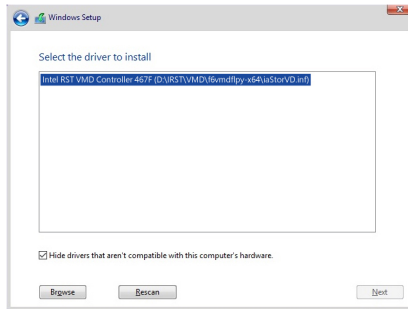 Windows Setup
Select the driver to install
Intel RST VMD Controller 467F (D:\IRST\VMD\f6vmdflpy-x64\iaStorVD.inf)
Hide drivers that aren't compatible with this computer's hardware.
Browse
Rescan
Next